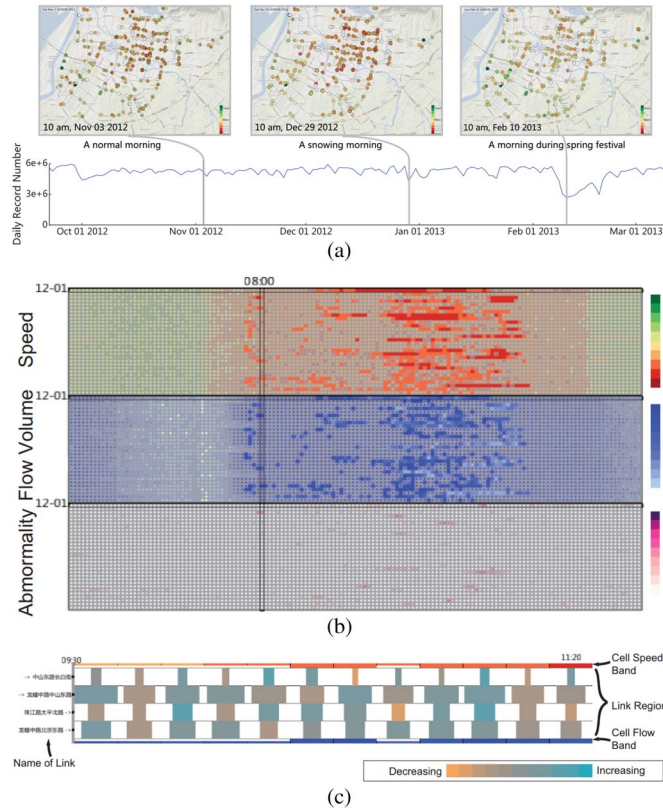 10 am, Nov 03 2012
10 am, Dec 29 2012
10 am, Feb 10 2013
A normal morning
A snowing morning
A morning during spring festival
Daily Record Number
6e+6
3e+6
0
Oct 01 2012
Nov 01 2012
Dec 01 2012
Jan 01 2013
Feb 01 2013
Mar 01 2013
(a)
08:00
12-01
Speed
12-01
Flow Volume
12-01
Abmormality
(b)
09:30
11:20
Cell Speed
Band
-> 中山东路长白街
-> 龙蟠中路中山东路
珠江路太平北路 ->
龙蟠中路北京东路 ->
Link Region
Cell Flow
Band
Name of Link
Decreasing
Increasing
(c)